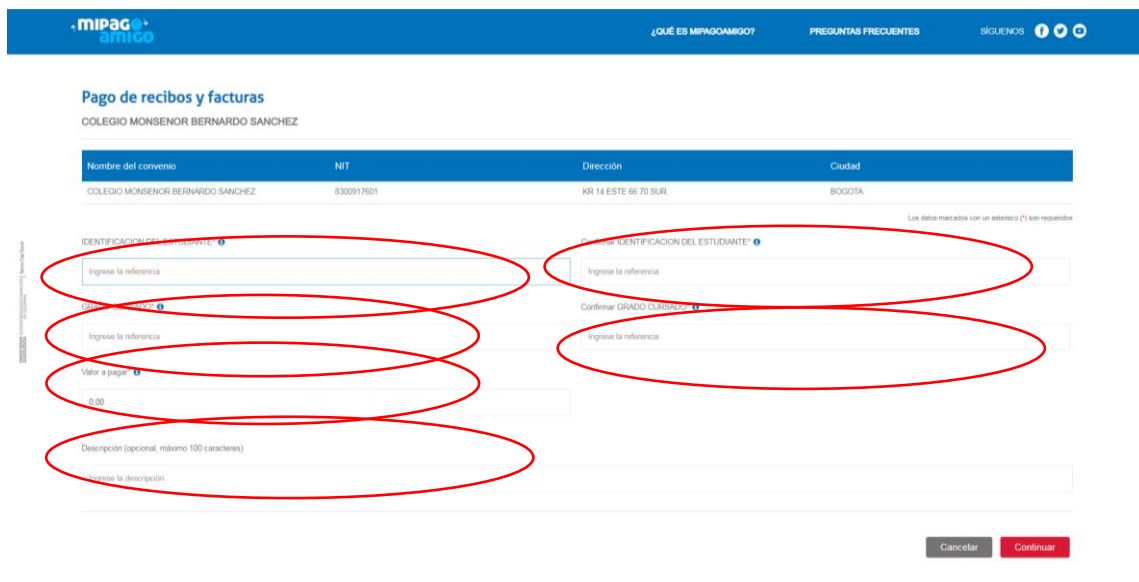 mipago
amigo
¿QUÉ ES MIPAGOAMIGO? PREGUNTAS FRECUENTES SÍGUENOS
Pago de recibos y facturas
COLEGIO MONSENOR BERNARDO SANCHEZ
Nombre del convenio NIT Dirección Ciudad
COLEGIO MONSENOR BERNARDO SANCHEZ 8300917601 KR 14 ESTE 66 70 SUR BOGOTA
Los datos marcados con un asterisco (*) son requeridos
IDENTIFICACION DEL ESTUDIANTE* Confirmar IDENTIFICACION DEL ESTUDIANTE*
Ingrese la referencia Ingrese la referencia
GRADO CURSADO* Confirmar GRADO CURSADO*
Ingrese la referencia Ingrese la referencia
Valor a pagar*
0.00
Descripción (opcional, máximo 100 caracteres)
Ingrese la descripción
Cancelar Continuar